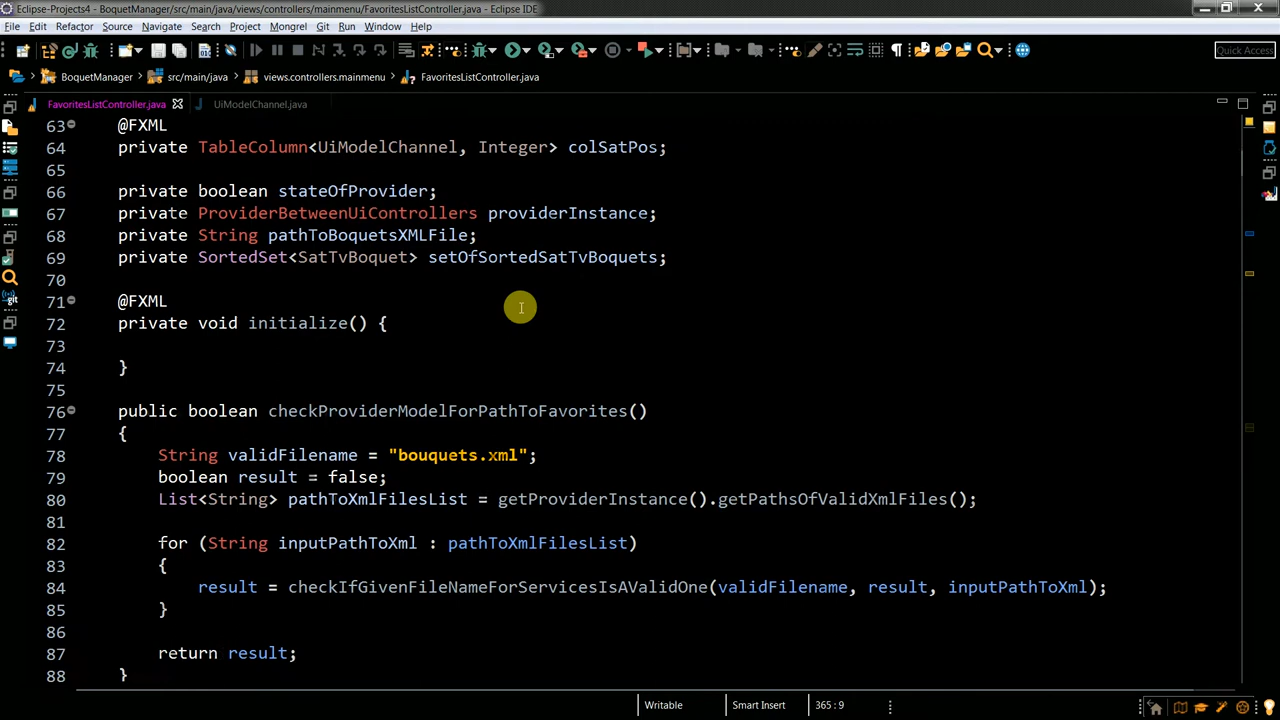 Eclipse-Projects4 - BoquetManager/src/main/java/views/controllers/mainmenu/FavoritesListController.java - Eclipse IDE
File Edit Refactor Source Navigate Search Project Mongrel Git Run Window Help
Quick Access
BoquetManager src/main/java views.controllers.mainmenu FavoritesListController.java
FavoritesListController.java UiModelChannel.java
63 @FXML
64 private TableColumn<UiModelChannel, Integer> colSatPos;
65
66 private boolean stateOfProvider;
67 private ProviderBetweenUiControllers providerInstance;
68 private String pathToBoquetsXMLFile;
69 private SortedSet<SatTvBoquet> setOfSortedSatTvBoquets;
70
71 @FXML
72 private void initialize() {
73
74 }
75
76 public boolean checkProviderModelForPathToFavorites()
77 {
78 String validFilename = "bouquets.xml";
79 boolean result = false;
80 List<String> pathToXmlFilesList = getProviderInstance().getPathsOfValidXmlFiles();
81
82 for (String inputPathToXml : pathToXmlFilesList)
83 {
84 result = checkIfGivenFileNameForServicesIsAValidOne(validFilename, result, inputPathToXml);
85 }
86
87 return result;
88 }
Writable Smart Insert 365 : 9